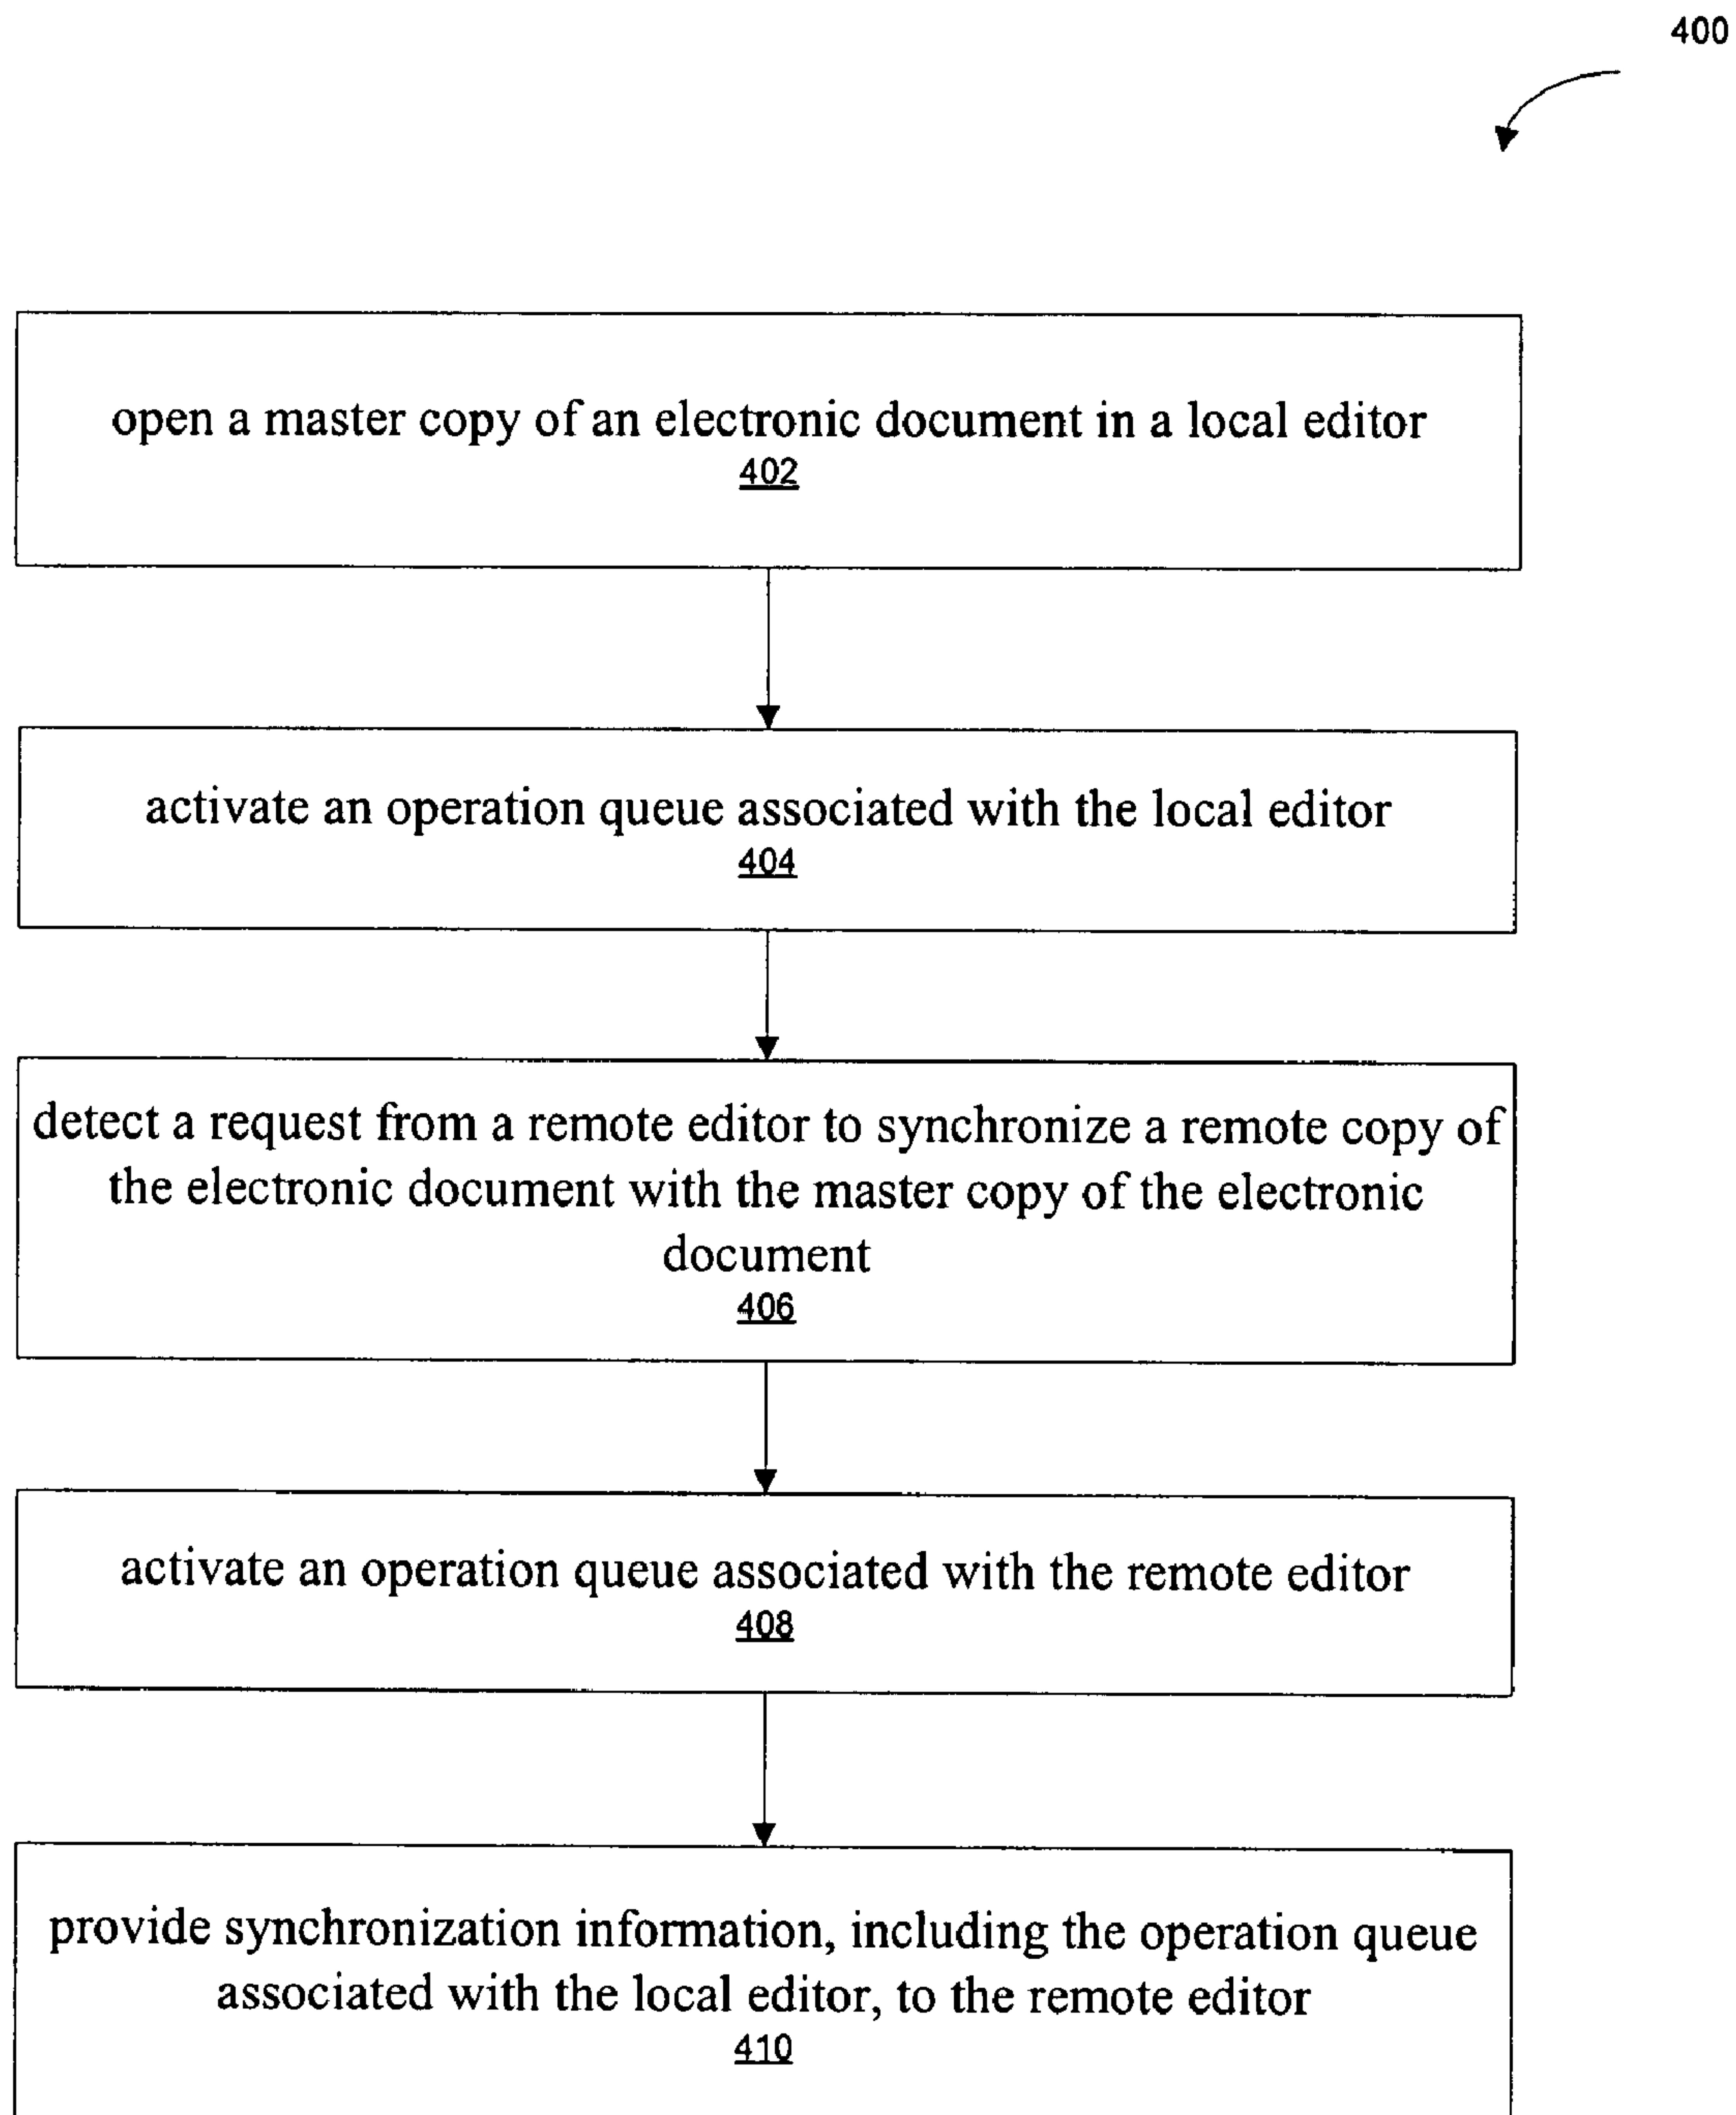 400
open a master copy of an electronic document in a local editor
402
activate an operation queue associated with the local editor
404
detect a request from a remote editor to synchronize a remote copy of
the electronic document with the master copy of the electronic
document
406
activate an operation queue associated with the remote editor
408
provide synchronization information, including the operation queue
associated with the local editor, to the remote editor
410